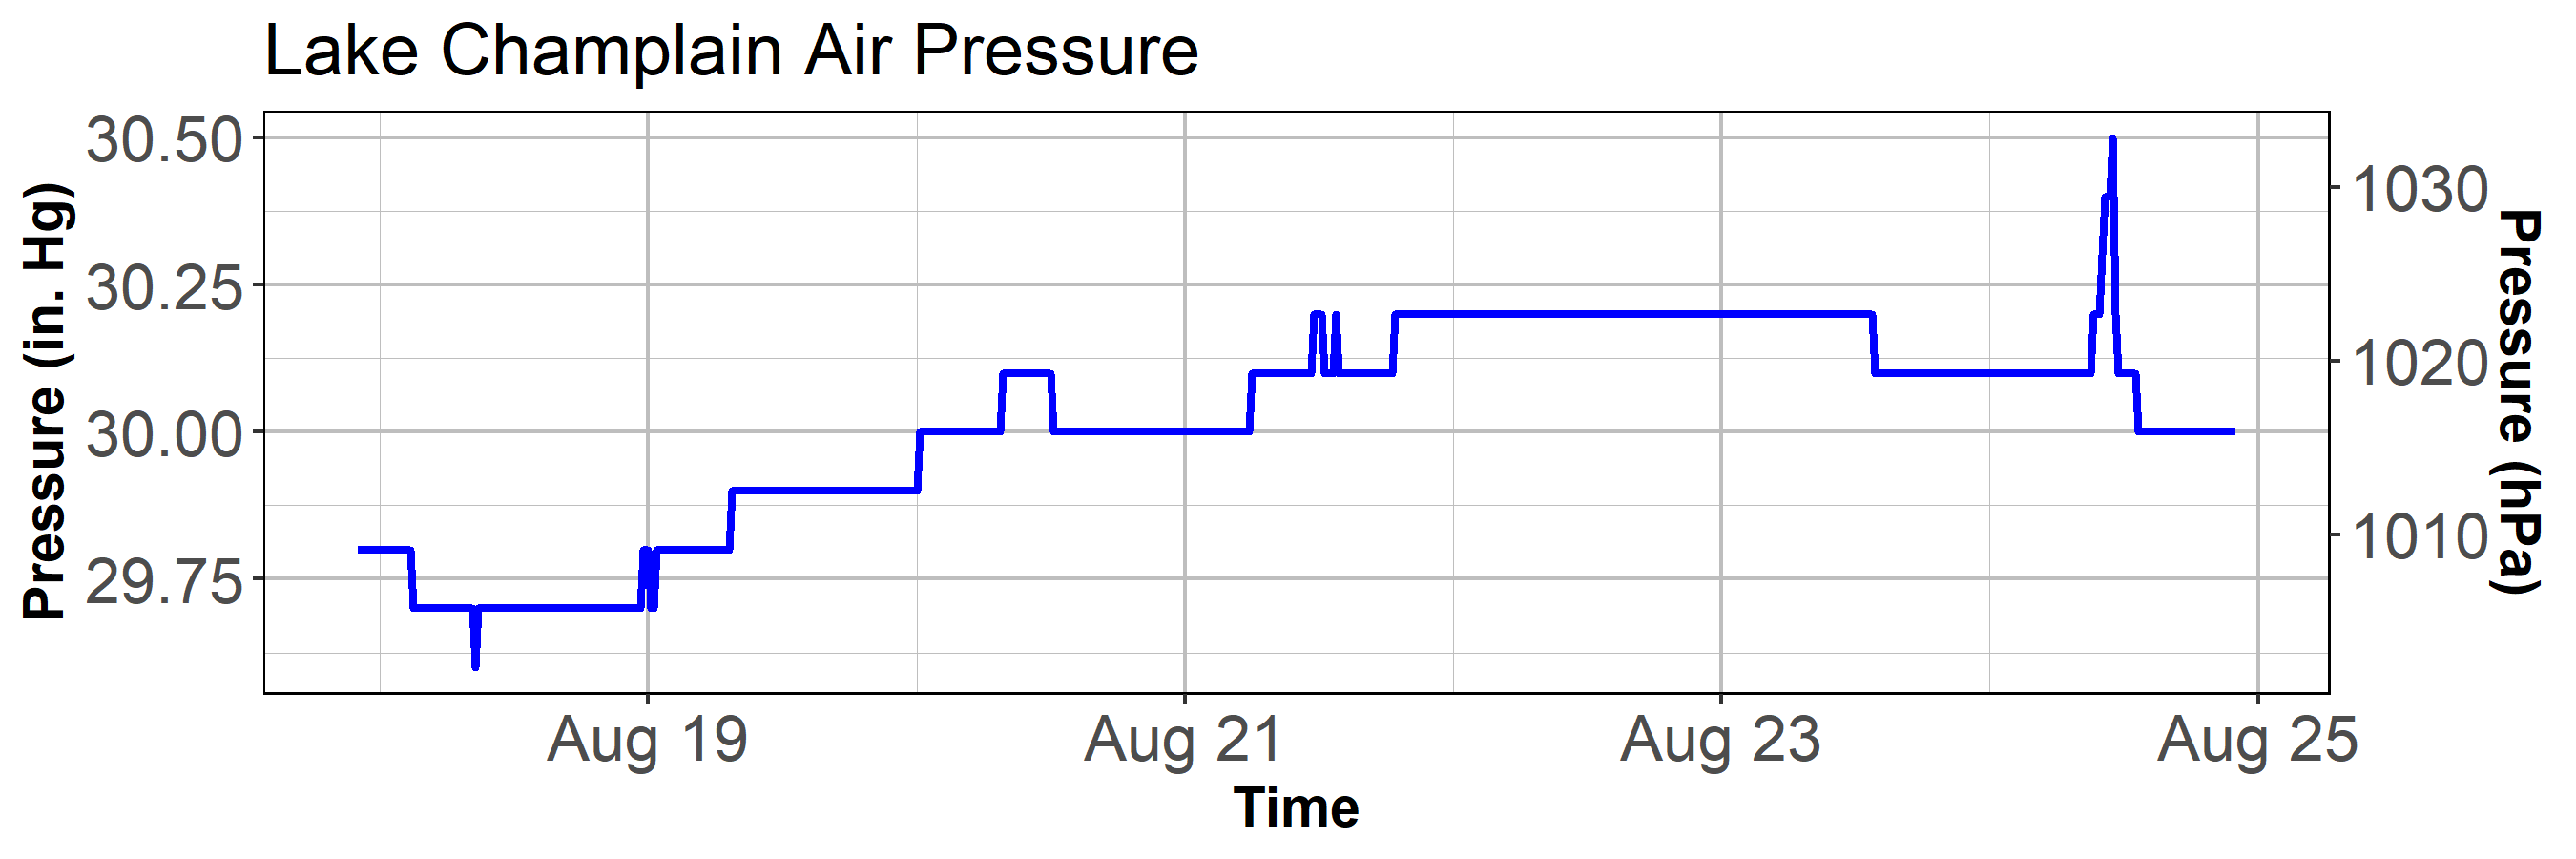 Lake Champlain Air Pressure
Pressure (in. Hg)
30.50
30.25
30.00
29.75
1030
1020
1010
Pressure (hPa)
Aug 19 Aug 21 Aug 23 Aug 25
Time